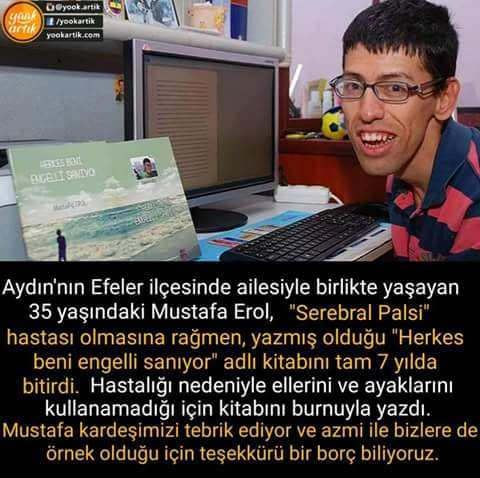 @yook.artik
/yookartik
yookartik.com
yook
artık
HERKES BENİ
ENGELLİ SANIYOR
MUSTAFA EROL
Aydın'nın Efeler ilçesinde ailesiyle birlikte yaşayan
35 yaşındaki Mustafa Erol, "Serebral Palsi"
hastası olmasına rağmen, yazmış olduğu "Herkes
beni engelli sanıyor" adlı kitabını tam 7 yılda
bitirdi. Hastalığı nedeniyle ellerini ve ayaklarını
kullanamadığı için kitabını burnuyla yazdı.
Mustafa kardeşimizi tebrik ediyor ve azmi ile bizlere de
örnek olduğu için teşekkürü bir borç biliyoruz.